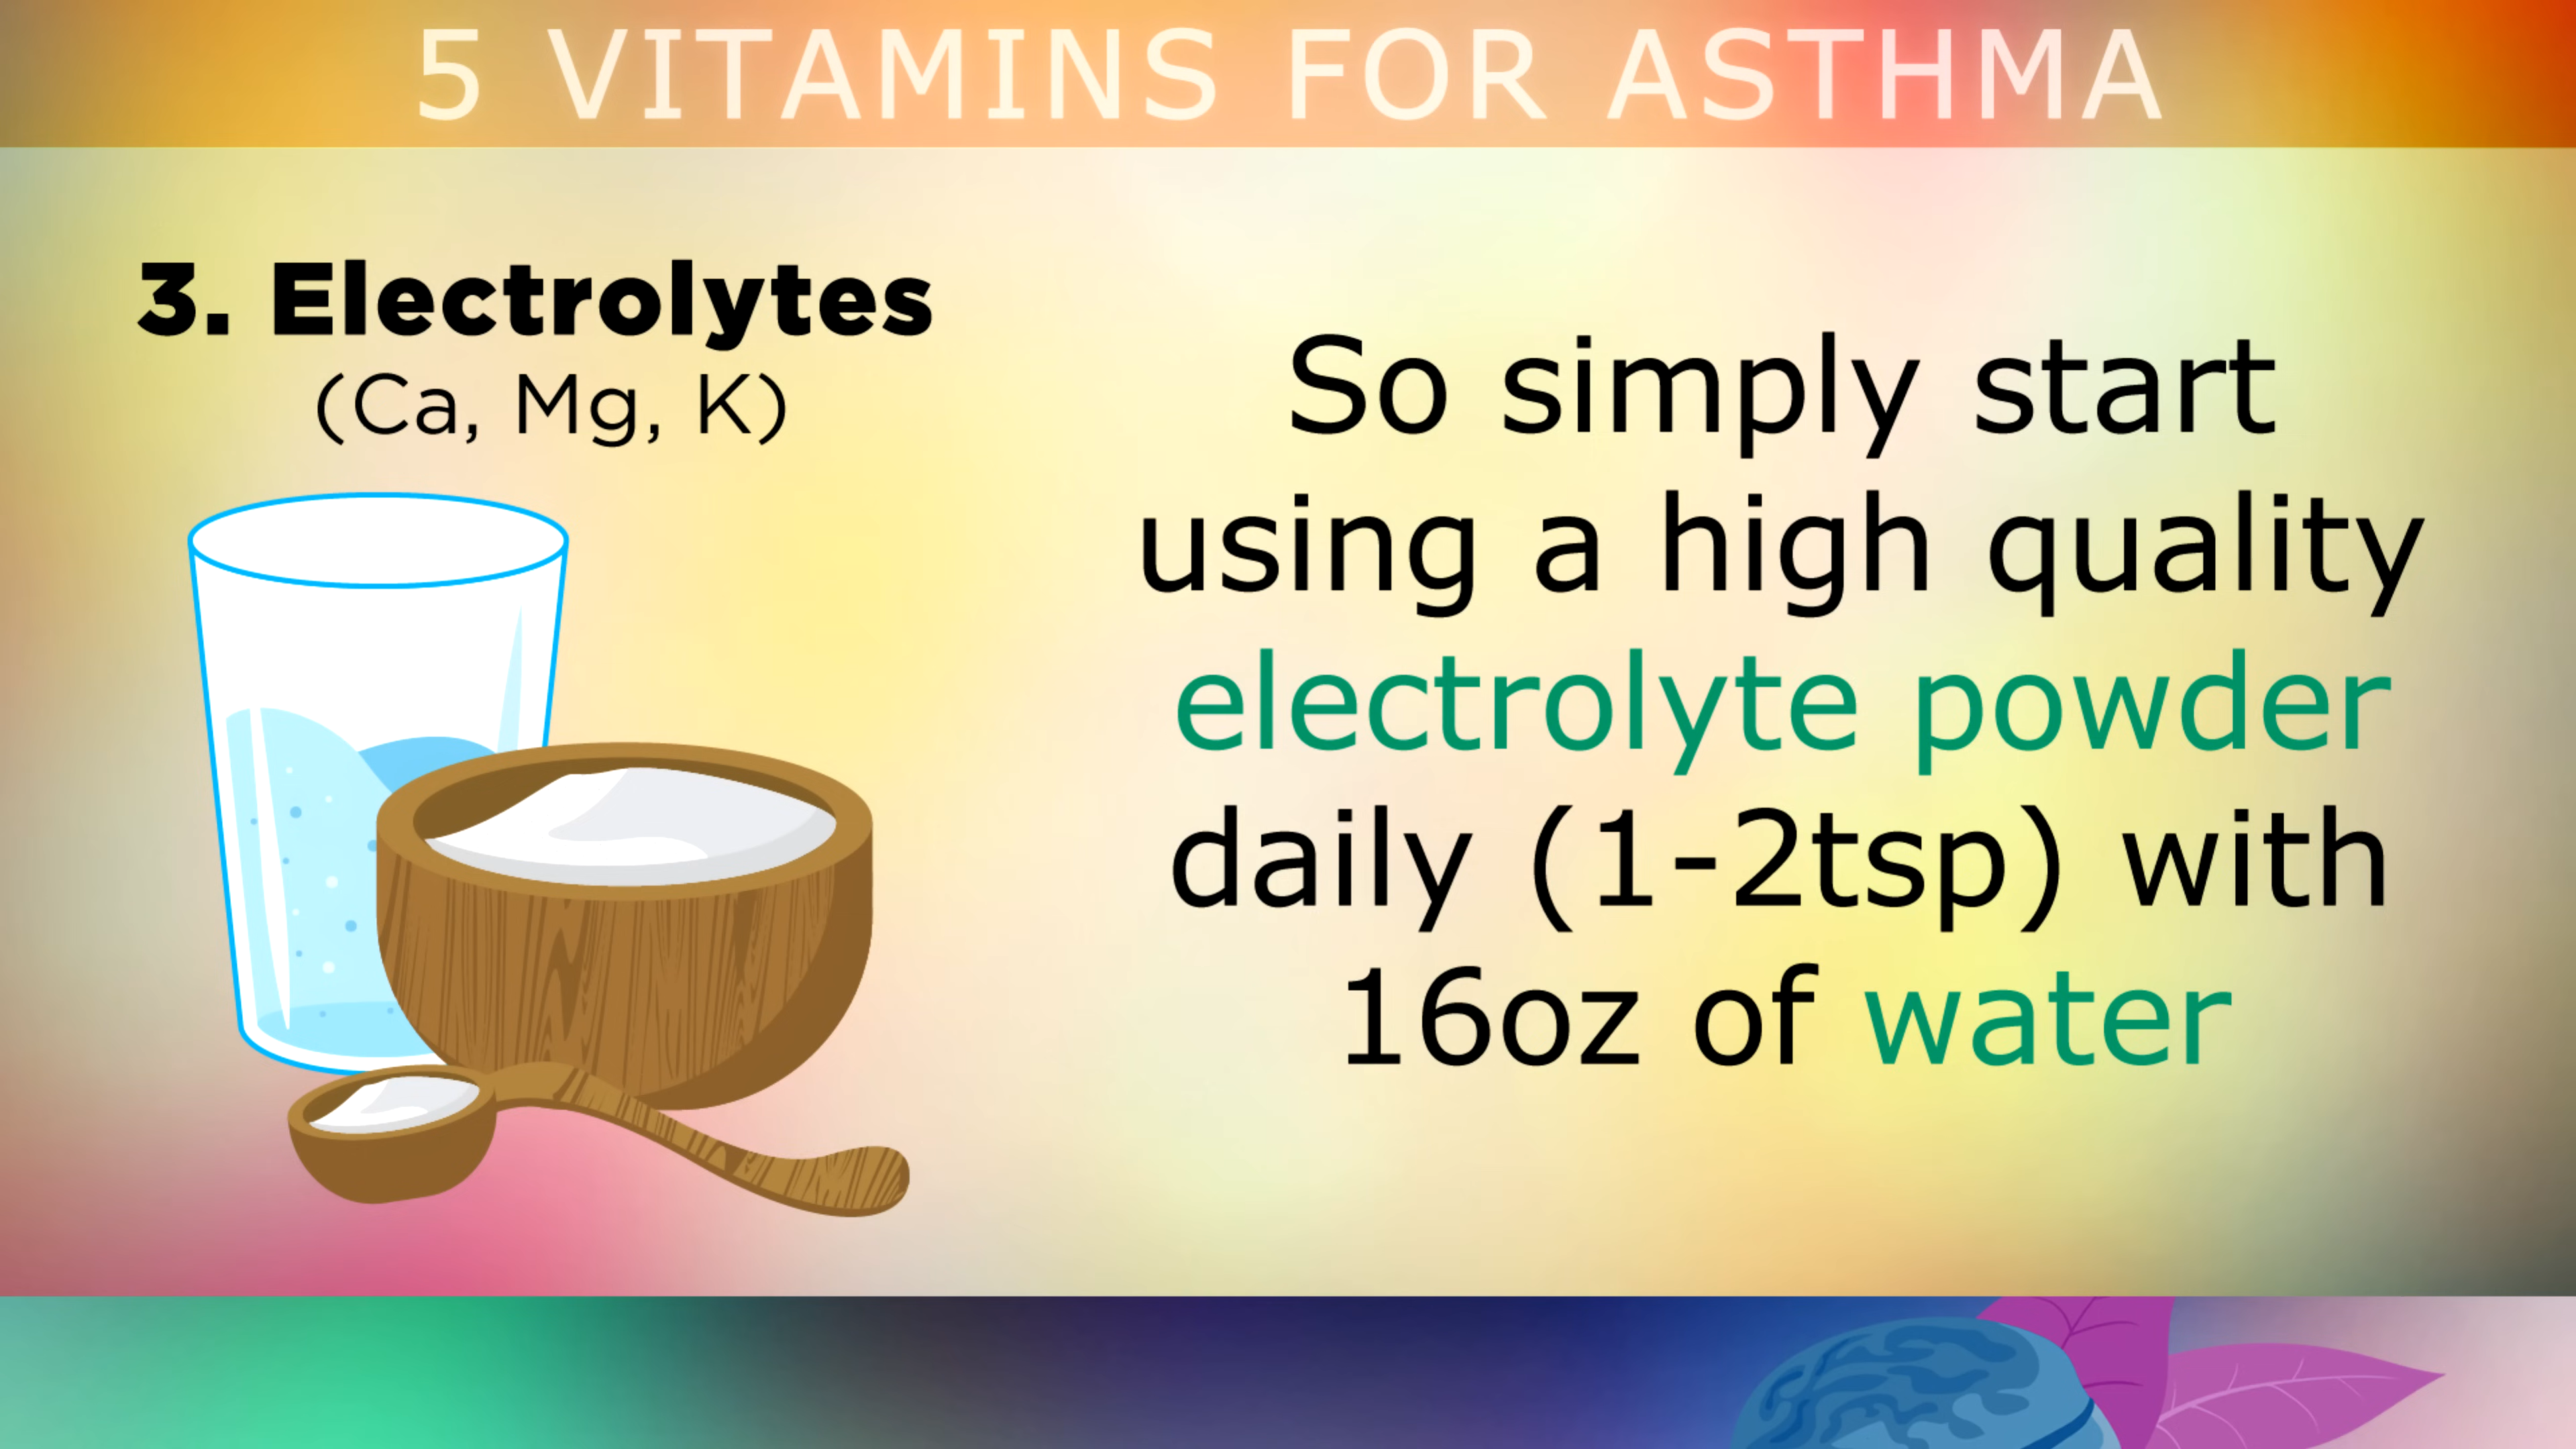 5 VITAMINS FOR ASTHMA
3. Electrolytes
(Ca, Mg, K)
So simply start
using a high quality
electrolyte powder
daily (1-2tsp) with
16oz of water